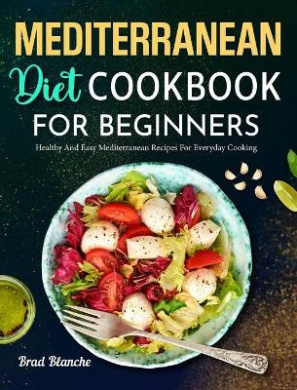 MEDITERRANEAN
Diet COOKBOOK
FOR BEGINNERS
Healthy And Easy Mediterranean Recipes For Everyday Cooking
Brad Blanche